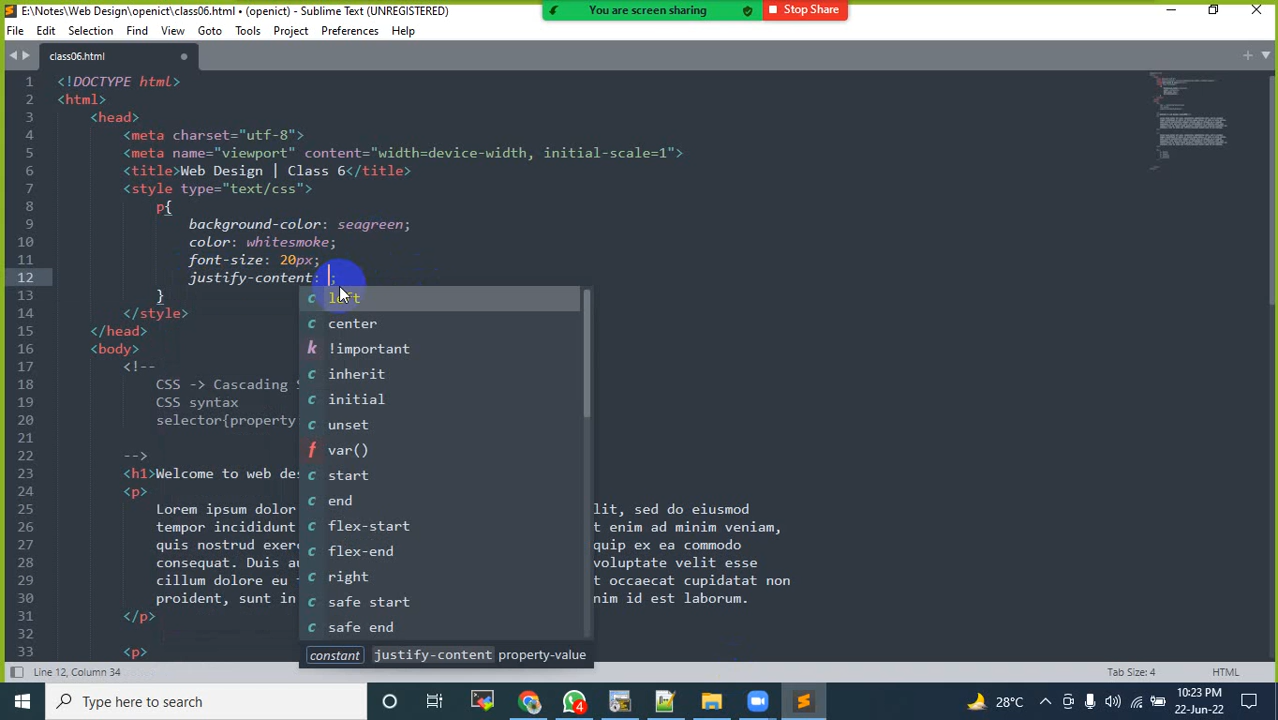 E:\Notes\Web Design\openict\class06.html • (openict) - Sublime Text (UNREGISTERED)
You are screen sharing
Stop Share
File Edit Selection Find View Goto Tools Project Preferences Help
class06.html
1 <!DOCTYPE html>
2 <html>
3 <head>
4 <meta charset="utf-8">
5 <meta name="viewport" content="width=device-width, initial-scale=1">
6 <title>Web Design | Class 6</title>
7 <style type="text/css">
8 p{
9 background-color: seagreen;
10 color: whitesmoke;
11 font-size: 20px;
12 justify-content: ;
13 }
14 </style>
15 </head>
16 <body>
17 <!--
18 CSS -> Cascading S
19 CSS syntax
20 selector{property
21
22 -->
23 <h1>Welcome to web des
24 <p>
25 Lorem ipsum dolor lit, sed do eiusmod
26 tempor incididunt t enim ad minim veniam,
27 quis nostrud exer quip ex ea commodo
28 consequat. Duis au voluptate velit esse
29 cillum dolore eu t occaecat cupidatat non
30 proident, sunt in nim id est laborum.
31 </p>
32
33 <p>
c left
c center
k !important
c inherit
c initial
c unset
f var()
c start
c end
c flex-start
c flex-end
c right
c safe start
c safe end
constant justify-content property-value
Line 12, Column 34
Tab Size: 4
HTML
Type here to search
4
28°C
10:23 PM
22-Jun-22